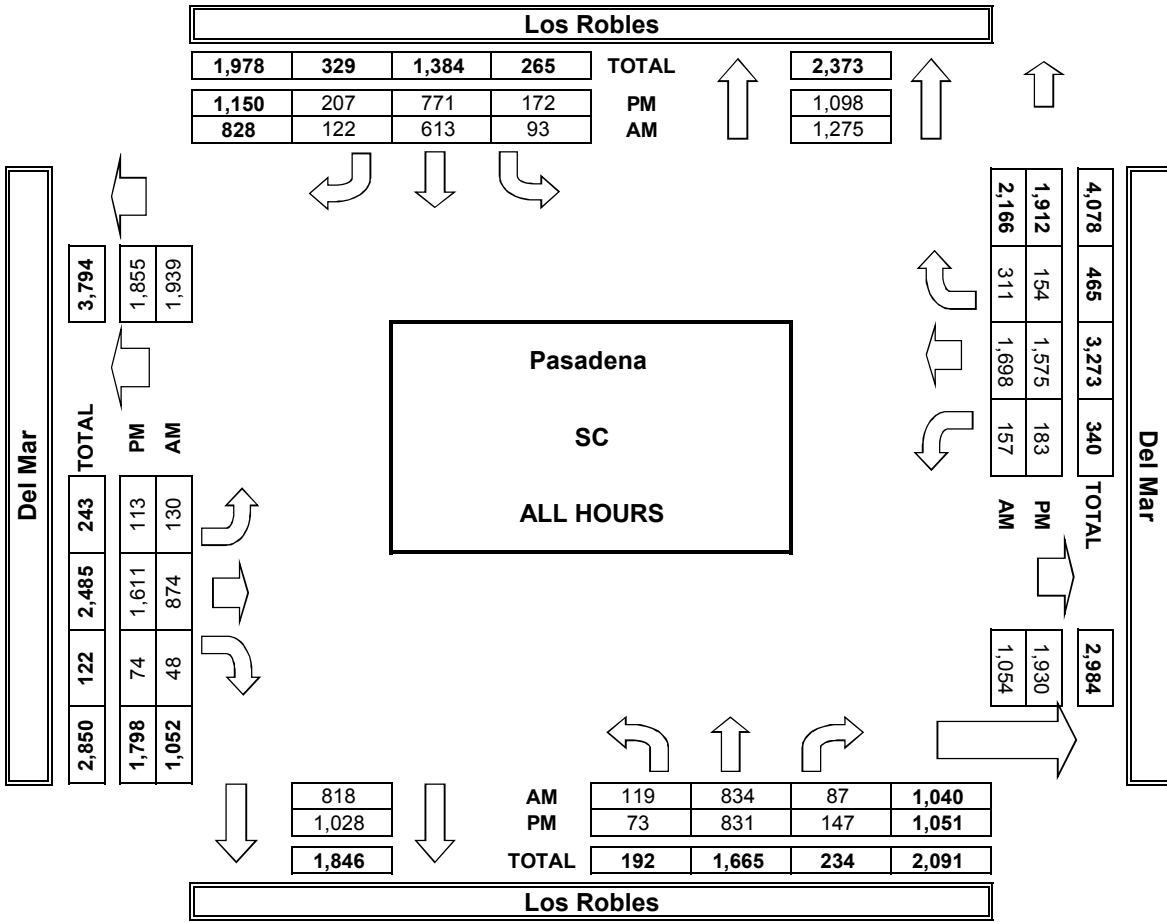 Los Robles
1,978 329 1,384 265 TOTAL 2,373
1,150 207 771 172 PM 1,098
828 122 613 93 AM 1,275
Del Mar
3,794
1,855
1,939
TOTAL
PM
AM
243 2,485 122 2,850
113 1,611 74 1,798
130 874 48 1,052
Pasadena
SC
ALL HOURS
4,078 465 3,273 340 TOTAL 2,984
1,912 154 1,575 183 PM 1,930
2,166 311 1,698 157 AM 1,054
Del Mar
818 AM 119 834 87 1,040
1,028 PM 73 831 147 1,051
1,846 TOTAL 192 1,665 234 2,091
Los Robles